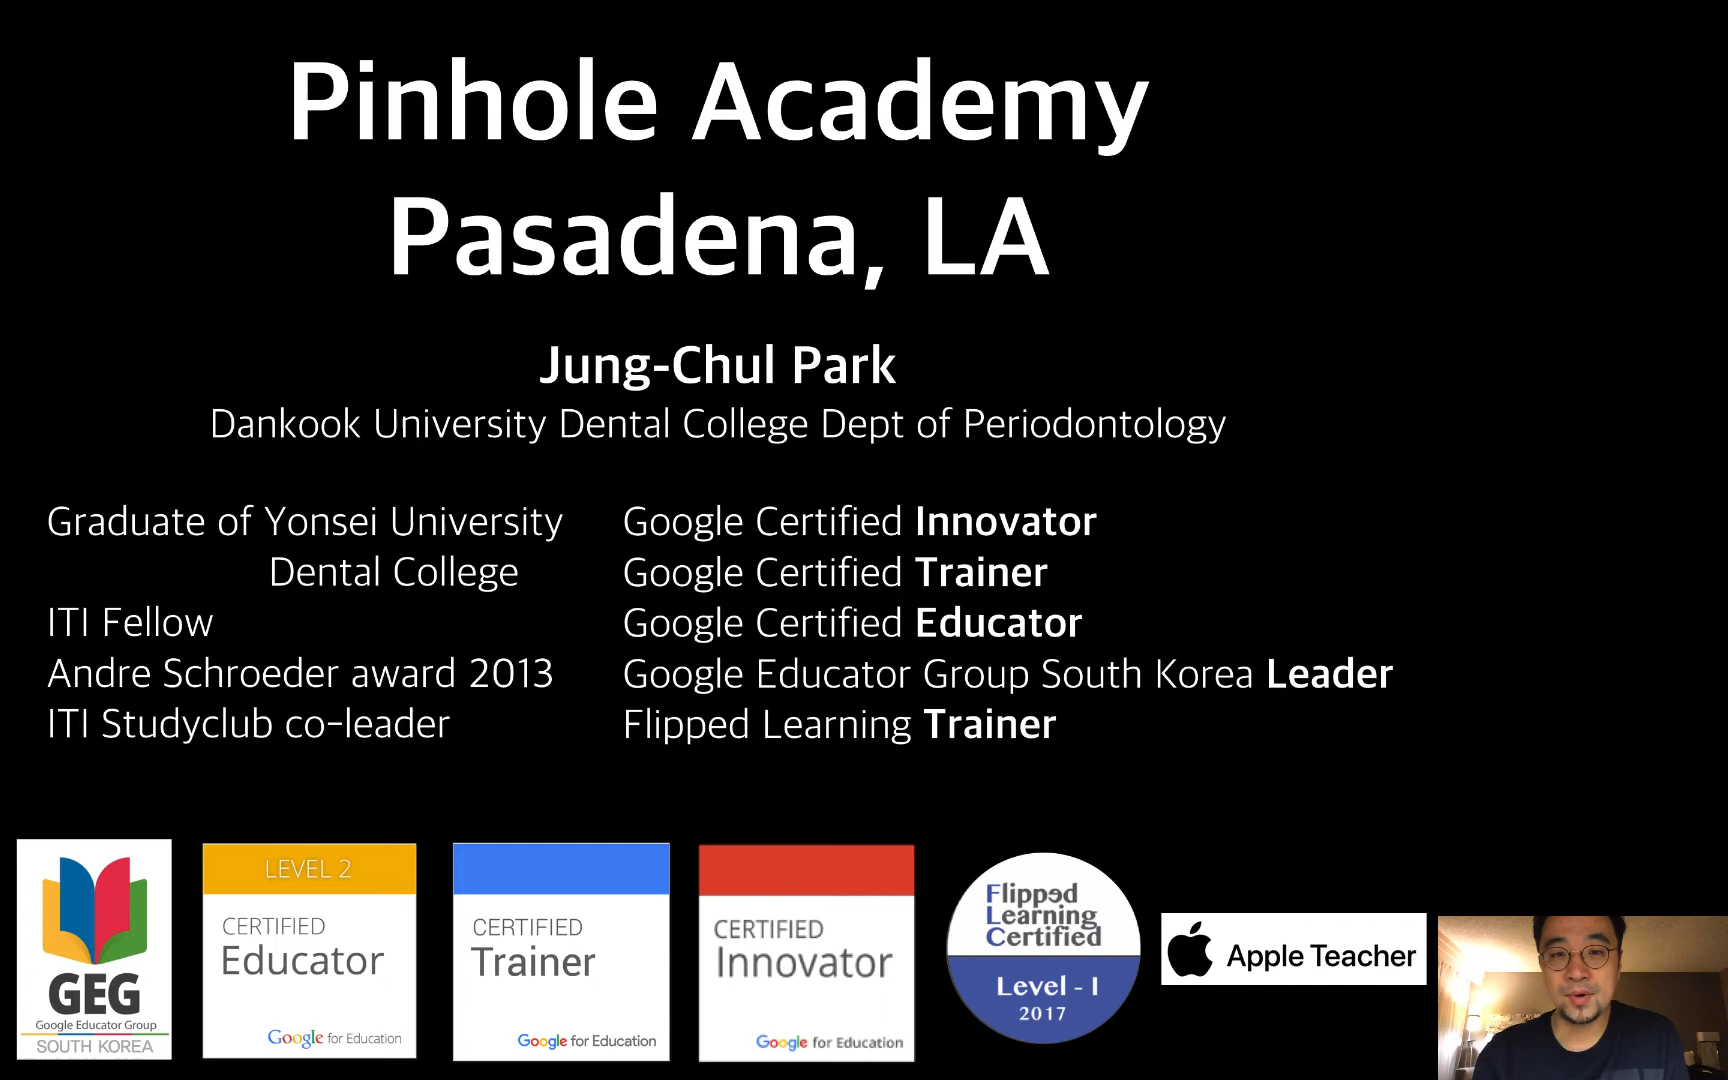 Pinhole Academy
Pasadena, LA
Jung-Chul Park
Dankook University Dental College Dept of Periodontology
Graduate of Yonsei University
Dental College
ITI Fellow
Andre Schroeder award 2013
ITI Studyclub co-leader
Google Certified Innovator
Google Certified Trainer
Google Certified Educator
Google Educator Group South Korea Leader
Flipped Learning Trainer
GEG
Google Educator Group
SOUTH KOREA
LEVEL 2
CERTIFIED
Educator
Google for Education
CERTIFIED
Trainer
Google for Education
CERTIFIED
Innovator
Google for Education
Flipped
Learning
Certified
Level - I
2017
Apple Teacher